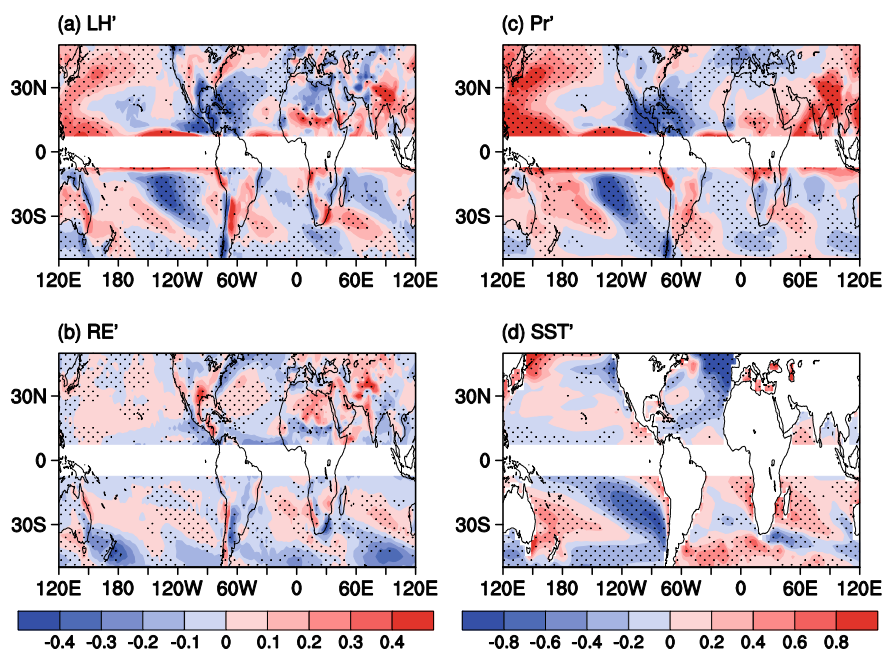 (a) LH’
30N
0
30S
120E 180 120W 60W 0 60E 120E
(c) Pr’
30N
0
30S
120E 180 120W 60W 0 60E 120E
(b) RE’
30N
0
30S
120E 180 120W 60W 0 60E 120E
(d) SST’
30N
0
30S
120E 180 120W 60W 0 60E 120E
-0.4 -0.3 -0.2 -0.1 0 0.1 0.2 0.3 0.4
-0.8 -0.6 -0.4 -0.2 0 0.2 0.4 0.6 0.8